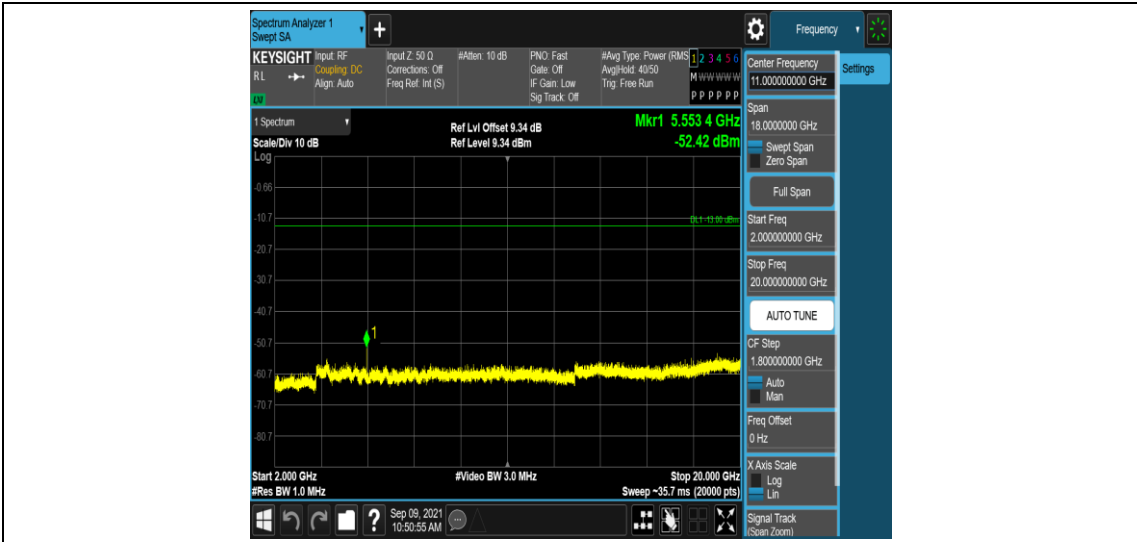 Spectrum Analyzer 1
Swept SA
+
Frequency
KEYSIGHT
RL
LXI
Input: RF
Coupling: DC
Align: Auto
Input Z: 50 Ω
Corrections: Off
Freq Ref: Int (S)
#Atten: 10 dB
PNO: Fast
Gate: Off
IF Gain: Low
Sig Track: Off
#Avg Type: Power (RMS
Avg|Hold: 40/50
Trig: Free Run
1 2 3 4 5 6
M W W W W W
P P P P P P
1 Spectrum
Scale/Div 10 dB
Ref Lvl Offset 9.34 dB
Ref Level 9.34 dBm
Mkr1 5.553 4 GHz
-52.42 dBm
Log
-0.66
-10.7
DL1 -13.00 dBm
-20.7
-30.7
-40.7
1
-50.7
-60.7
-70.7
-80.7
Start 2.000 GHz
#Res BW 1.0 MHz
#Video BW 3.0 MHz
Stop 20.000 GHz
Sweep ~35.7 ms (20000 pts)
?
Sep 09, 2021
10:50:55 AM
Center Frequency
11.000000000 GHz
Settings
Span
18.0000000 GHz
Swept Span
Zero Span
Full Span
Start Freq
2.000000000 GHz
Stop Freq
20.000000000 GHz
AUTO TUNE
CF Step
1.800000000 GHz
Auto
Man
Freq Offset
0 Hz
X Axis Scale
Log
Lin
Signal Track
(Span Zoom)